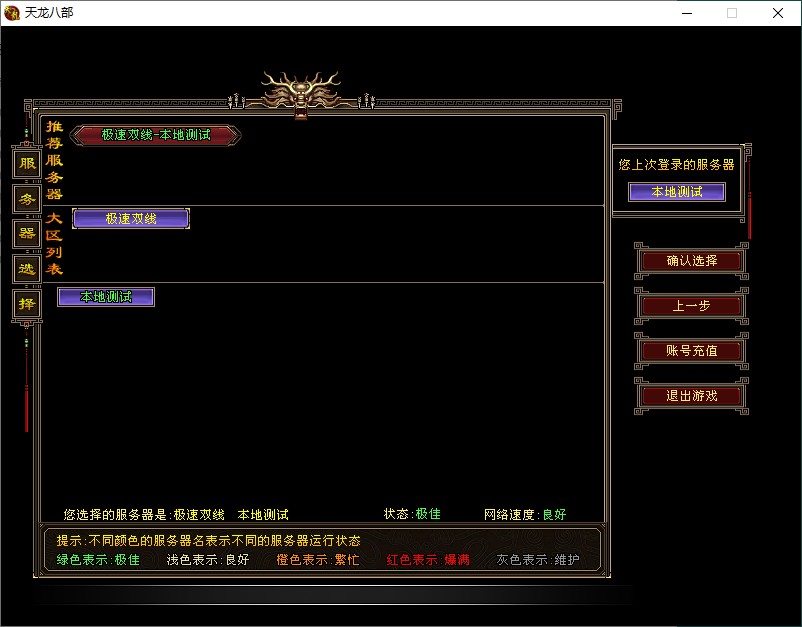 天龙八部
推荐服务器
极速双线-本地测试
服务器选择
大区列表
极速双线
本地测试
您上次登录的服务器
本地测试
确认选择
上一步
账号充值
退出游戏
您选择的服务器是:极速双线 本地测试 状态:极佳 网络速度:良好
提示:不同颜色的服务器名表示不同的服务器运行状态
绿色表示:极佳 浅色表示:良好 橙色表示:繁忙 红色表示 爆满 灰色表示:维护